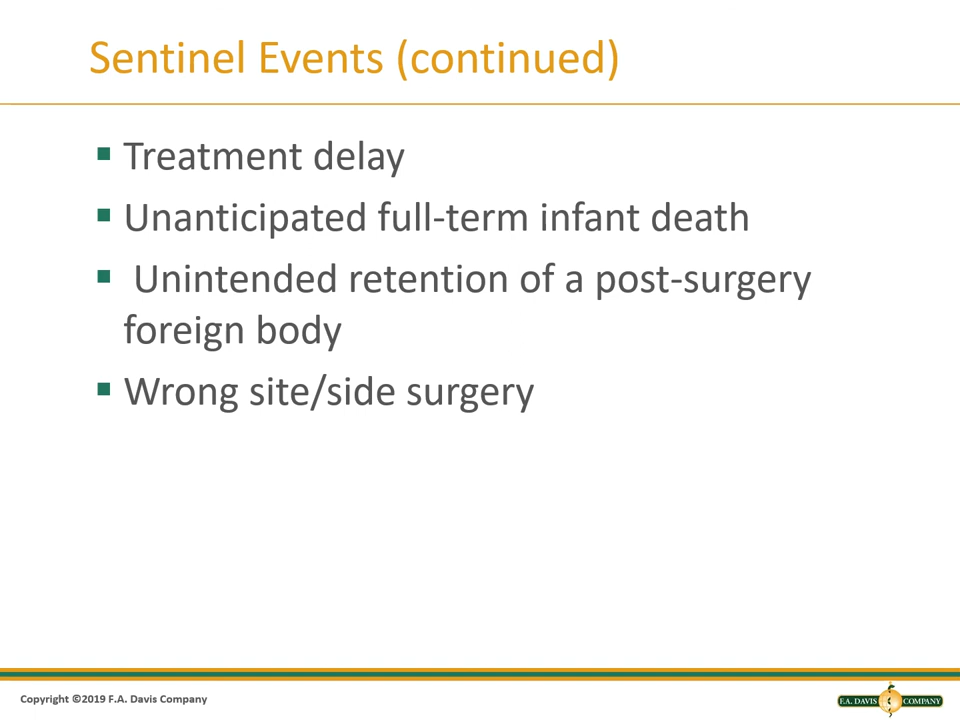 Sentinel Events (continued)
▪ Treatment delay
▪ Unanticipated full-term infant death
▪ Unintended retention of a post-surgery
foreign body
▪ Wrong site/side surgery
Copyright ©2019 F.A. Davis Company
F.A. DAVIS COMPANY